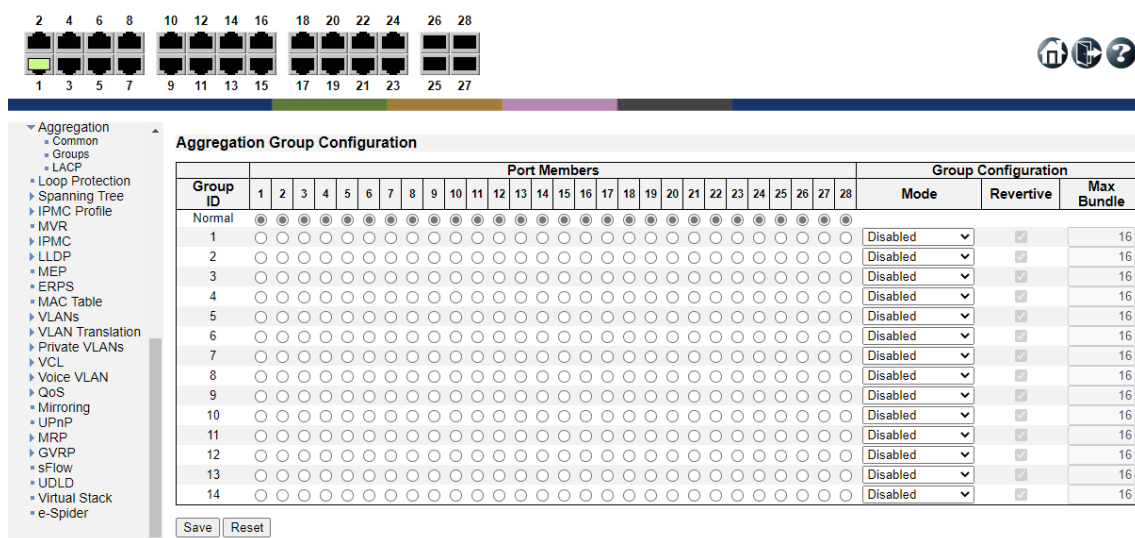 2 4 6 8 10 12 14 16 18 20 22 24 26 28
1 3 5 7 9 11 13 15 17 19 21 23 25 27
?
Aggregation
Common
Groups
LACP
Loop Protection
Spanning Tree
IPMC Profile
MVR
IPMC
LLDP
MEP
ERPS
MAC Table
VLANs
VLAN Translation
Private VLANs
VCL
Voice VLAN
QoS
Mirroring
UPnP
MRP
GVRP
sFlow
UDLD
Virtual Stack
e-Spider
Aggregation Group Configuration
Port Members Group Configuration
Group ID 1 2 3 4 5 6 7 8 9 10 11 12 13 14 15 16 17 18 19 20 21 22 23 24 25 26 27 28 Mode Revertive Max Bundle
Normal
1 Disabled 16
2 Disabled 16
3 Disabled 16
4 Disabled 16
5 Disabled 16
6 Disabled 16
7 Disabled 16
8 Disabled 16
9 Disabled 16
10 Disabled 16
11 Disabled 16
12 Disabled 16
13 Disabled 16
14 Disabled 16
Save Reset